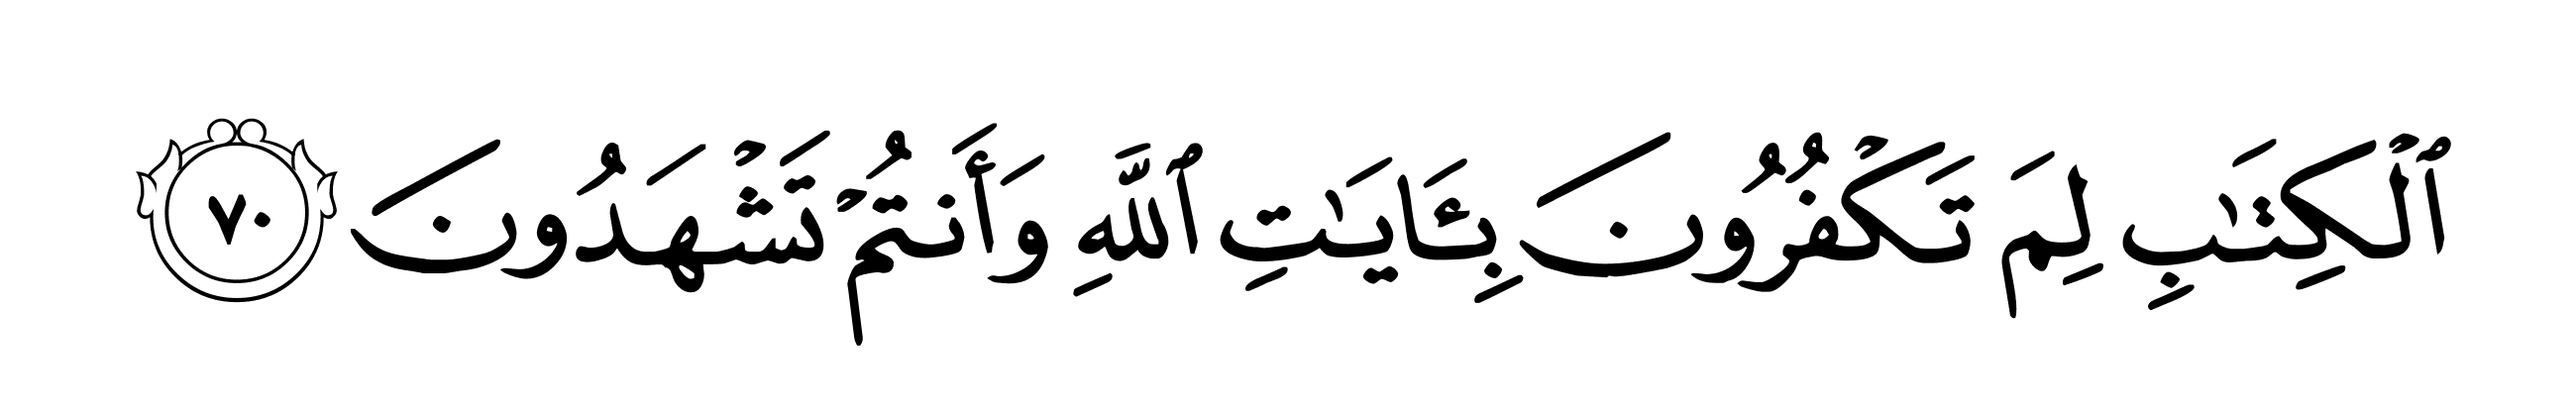 ٱلْكِتَٰبِ لِمَ تَكْفُرُونَ بِـَٔايَٰتِ ٱللَّهِ وَأَنتُمْ تَشْهَدُونَ ٧٠